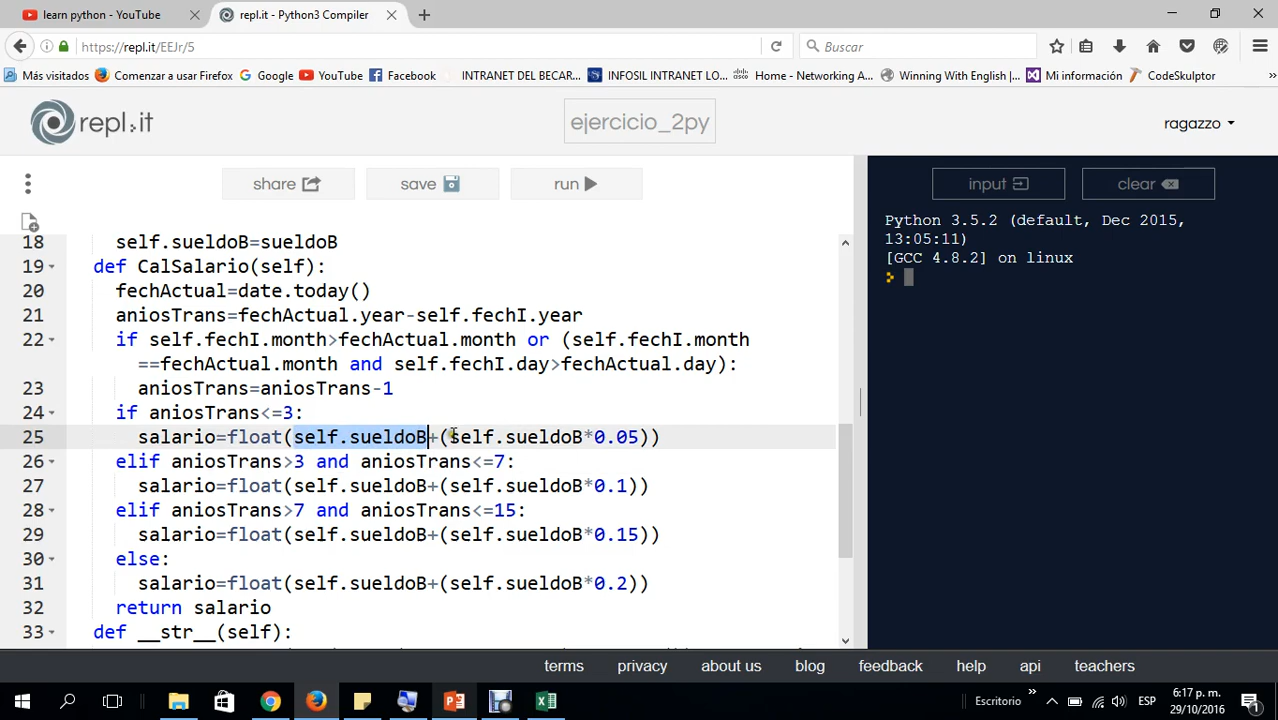 learn python - YouTube
repl.it - Python3 Compiler
https://repl.it/EEJr/5
Buscar
Más visitados
Comenzar a usar Firefox
Google
YouTube
Facebook
INTRANET DEL BECAR...
INFOSIL INTRANET LO...
Home - Networking A...
Winning With English |...
Mi información
CodeSkulptor
repl.it
ejercicio_2py
ragazzo
share
save
run
input
clear
18 self.sueldoB=sueldoB
19 def CalSalario(self):
20 fechActual=date.today()
21 aniosTrans=fechActual.year-self.fechI.year
22 if self.fechI.month>fechActual.month or (self.fechI.month
==fechActual.month and self.fechI.day>fechActual.day):
23 aniosTrans=aniosTrans-1
24 if aniosTrans<=3:
25 salario=float(self.sueldoB+(self.sueldoB*0.05))
26 elif aniosTrans>3 and aniosTrans<=7:
27 salario=float(self.sueldoB+(self.sueldoB*0.1))
28 elif aniosTrans>7 and aniosTrans<=15:
29 salario=float(self.sueldoB+(self.sueldoB*0.15))
30 else:
31 salario=float(self.sueldoB+(self.sueldoB*0.2))
32 return salario
33 def __str__(self):
Python 3.5.2 (default, Dec 2015,
13:05:11)
[GCC 4.8.2] on linux
terms
privacy
about us
blog
feedback
help
api
teachers
Escritorio
ESP
6:17 p. m.
29/10/2016